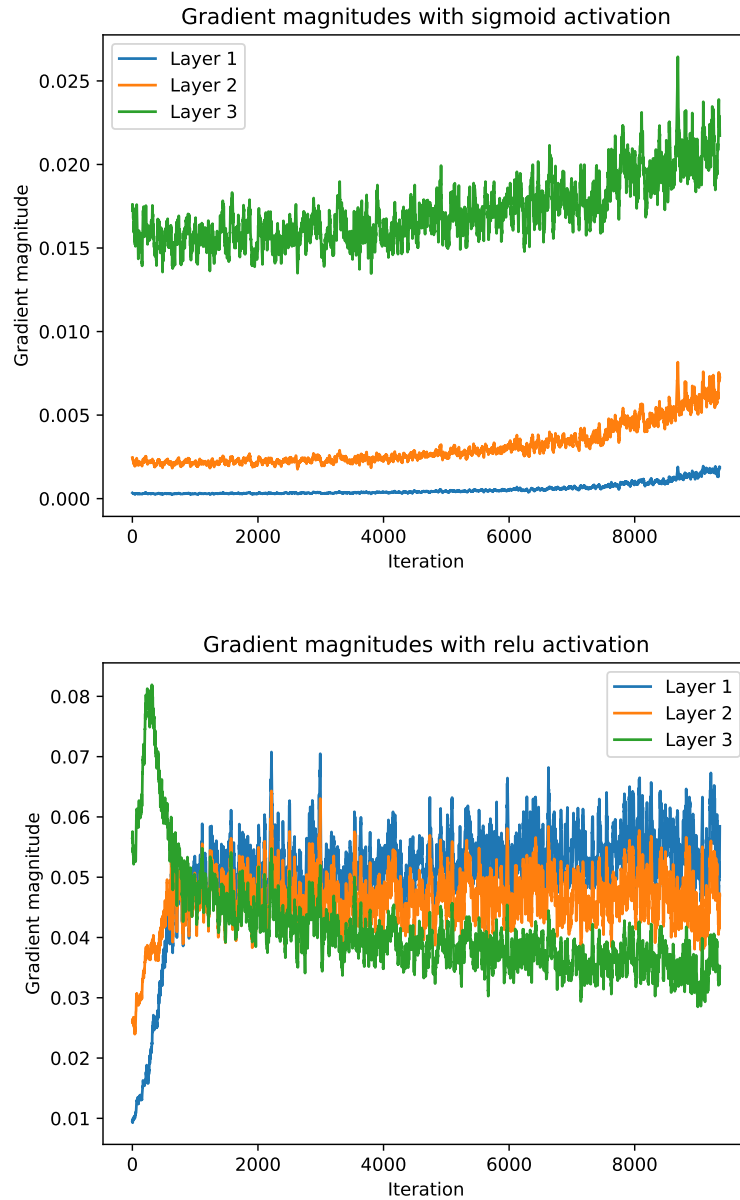 Gradient magnitudes with sigmoid activation
Layer 1
Layer 2
Layer 3
0.025
0.020
0.015
0.010
0.005
0.000
Gradient magnitude
0 2000 4000 6000 8000
Iteration
Gradient magnitudes with relu activation
Layer 1
Layer 2
Layer 3
0.08
0.07
0.06
0.05
0.04
0.03
0.02
0.01
Gradient magnitude
0 2000 4000 6000 8000
Iteration